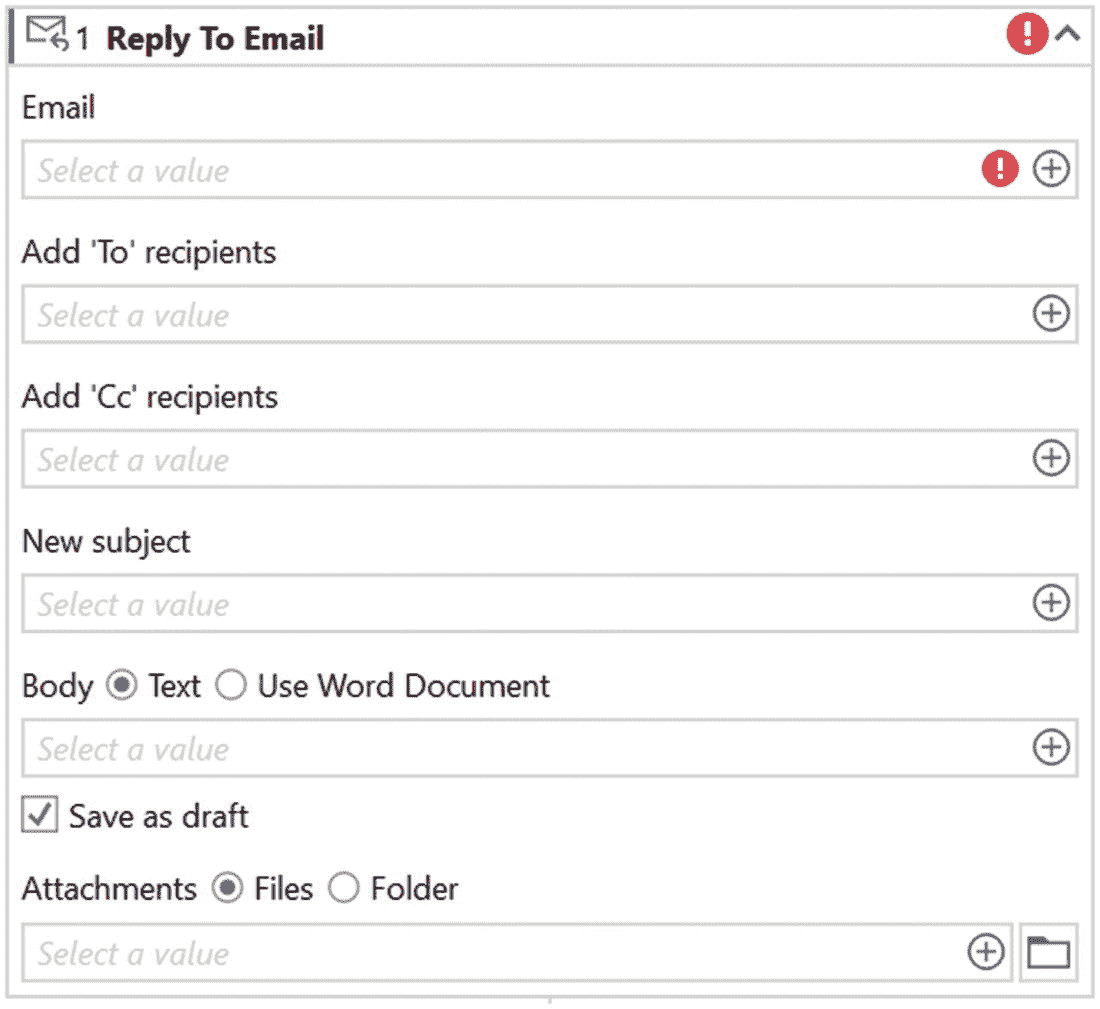 1 Reply To Email
Email
Select a value
Add 'To' recipients
Select a value
Add 'Cc' recipients
Select a value
New subject
Select a value
Body Text Use Word Document
Select a value
Save as draft
Attachments Files Folder
Select a value